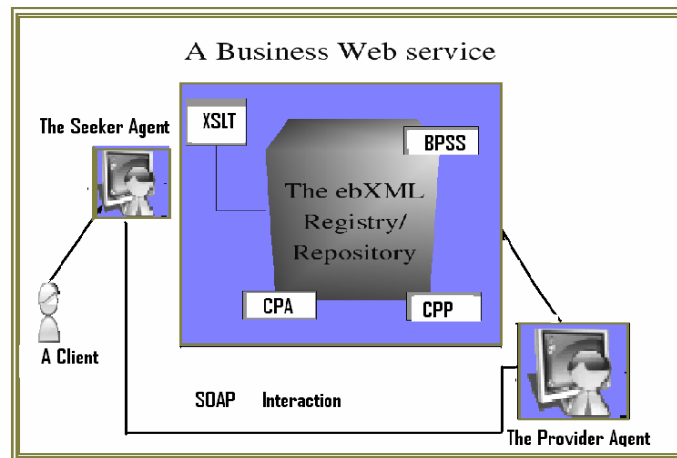 A Business Web service
The Seeker Agent
XSLT
BPSS
The ebXML
Registry/
Repository
CPA
CPP
A Client
SOAP Interaction
The Provider Agent